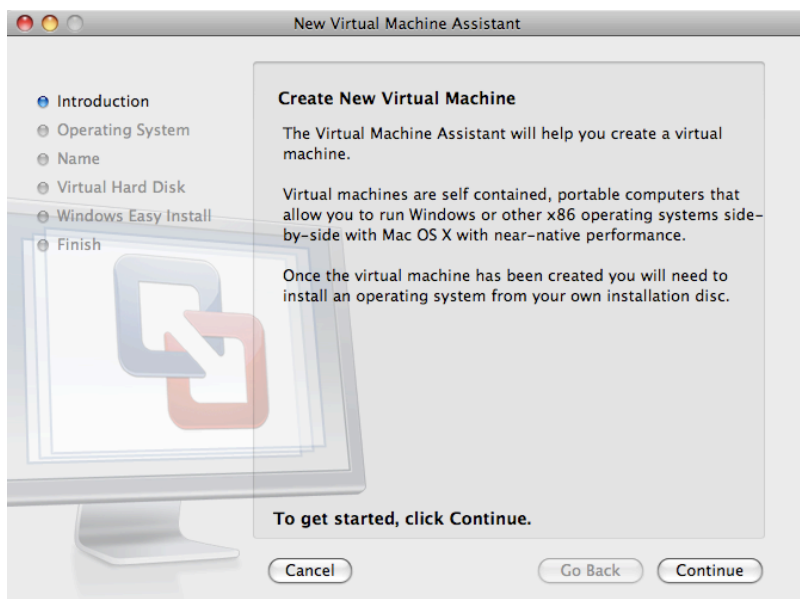 New Virtual Machine Assistant
Introduction
Operating System
Name
Virtual Hard Disk
Windows Easy Install
Finish
Create New Virtual Machine
The Virtual Machine Assistant will help you create a virtual
machine.
Virtual machines are self contained, portable computers that
allow you to run Windows or other x86 operating systems side-
by-side with Mac OS X with near-native performance.
Once the virtual machine has been created you will need to
install an operating system from your own installation disc.
To get started, click Continue.
Cancel
Go Back
Continue